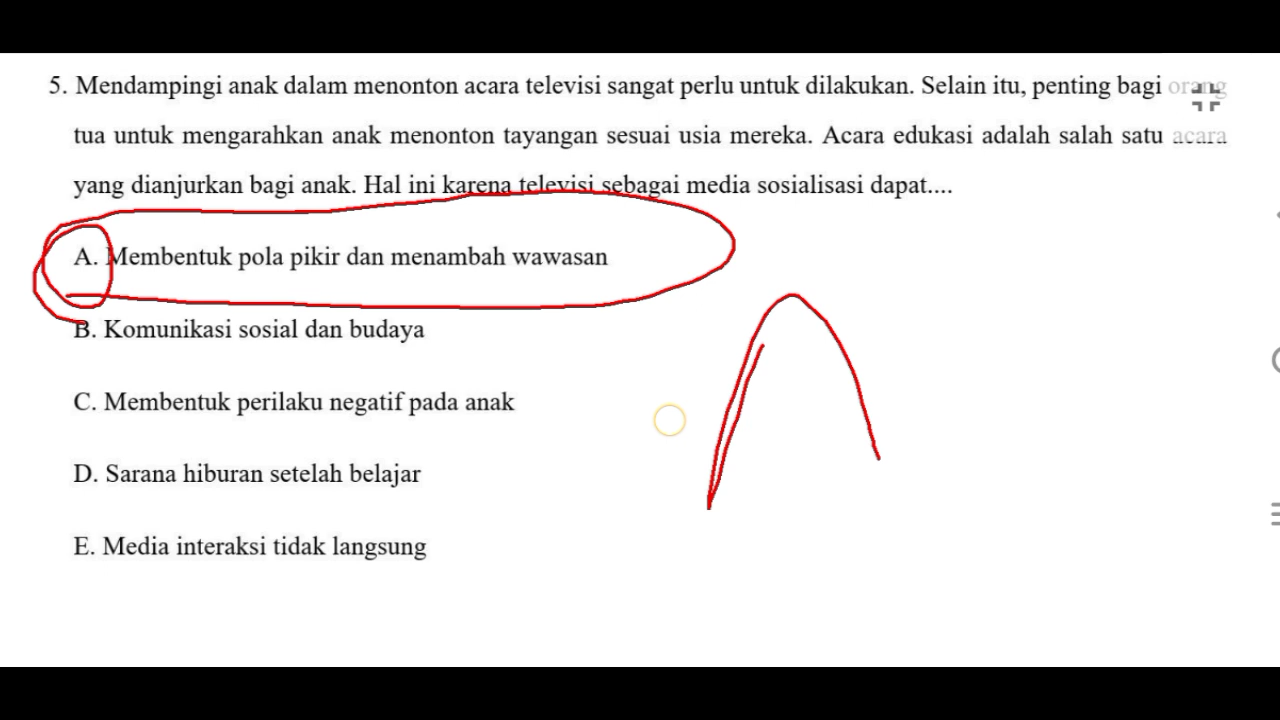 5. Mendampingi anak dalam menonton acara televisi sangat perlu untuk dilakukan. Selain itu, penting bagi orang
tua untuk mengarahkan anak menonton tayangan sesuai usia mereka. Acara edukasi adalah salah satu acara
yang dianjurkan bagi anak. Hal ini karena televisi sebagai media sosialisasi dapat....
A. Membentuk pola pikir dan menambah wawasan
B. Komunikasi sosial dan budaya
C. Membentuk perilaku negatif pada anak
D. Sarana hiburan setelah belajar
E. Media interaksi tidak langsung